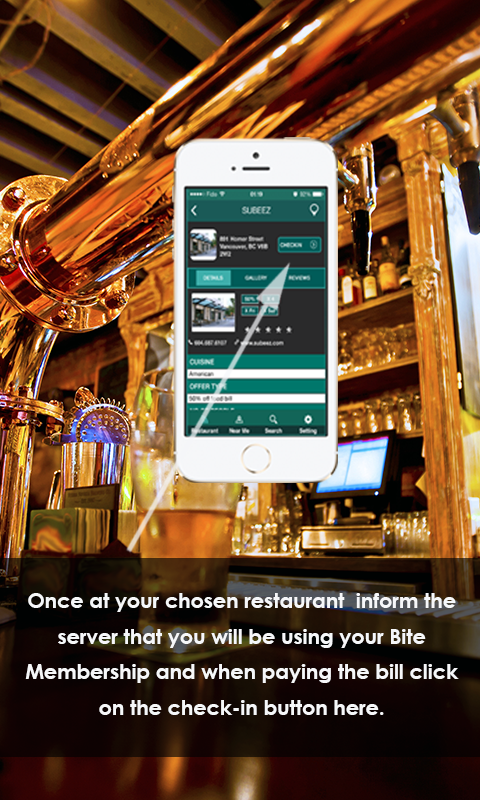 Fido 01:19
SUBEEZ
891 Homer Street
Vancouver, BC V6B
2W2
CHECKIN
DETAILS GALLERY REVIEWS
604.687.6107 www.subeez.com
CUISINE
American
OFFER TYPE
50% off food bill
Restaurant Near Me Search Setting
Once at your chosen restaurant inform the
server that you will be using your Bite
Membership and when paying the bill click
on the check-in button here.